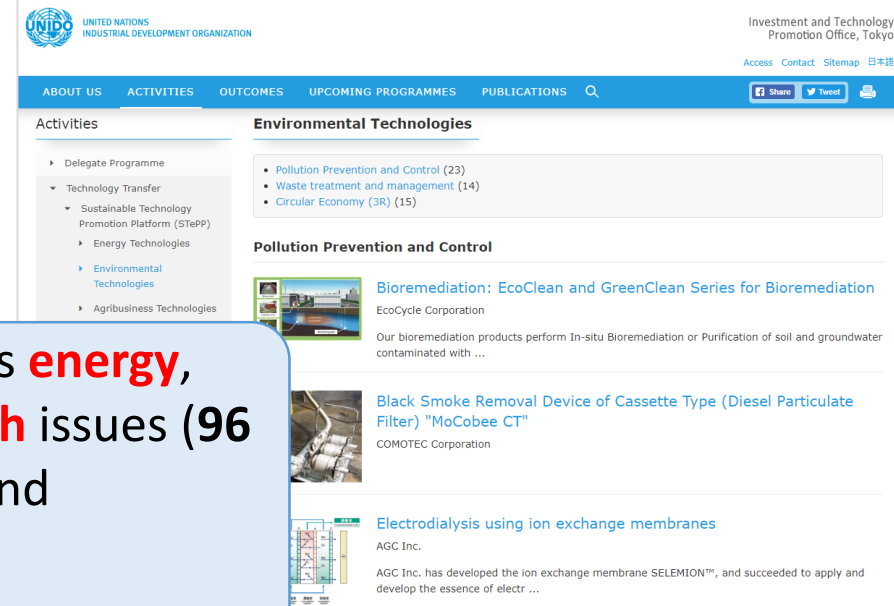 UNIDO
UNITED NATIONS
INDUSTRIAL DEVELOPMENT ORGANIZATION
Investment and Technology
Promotion Office, Tokyo
Access Contact Sitemap 日本語
ABOUT US ACTIVITIES OUTCOMES UPCOMING PROGRAMMES PUBLICATIONS
Share Tweet
Activities
Delegate Programme
Technology Transfer
Sustainable Technology
Promotion Platform (STePP)
Energy Technologies
Environmental
Technologies
Agribusiness Technologies
Environmental Technologies
• Pollution Prevention and Control (23)
• Waste treatment and management (14)
• Circular Economy (3R) (15)
Pollution Prevention and Control
Bioremediation: EcoClean and GreenClean Series for Bioremediation
EcoCycle Corporation
Our bioremediation products perform In-situ Bioremediation or Purification of soil and groundwater
contaminated with ...
Black Smoke Removal Device of Cassette Type (Diesel Particulate
Filter) "MoCobee CT"
COMOTEC Corporation
Electrodialysis using ion exchange membranes
AGC Inc.
AGC Inc. has developed the ion exchange membrane SELEMION™, and succeeded to apply and
develop the essence of electr ...
s energy,
h issues (96
nd